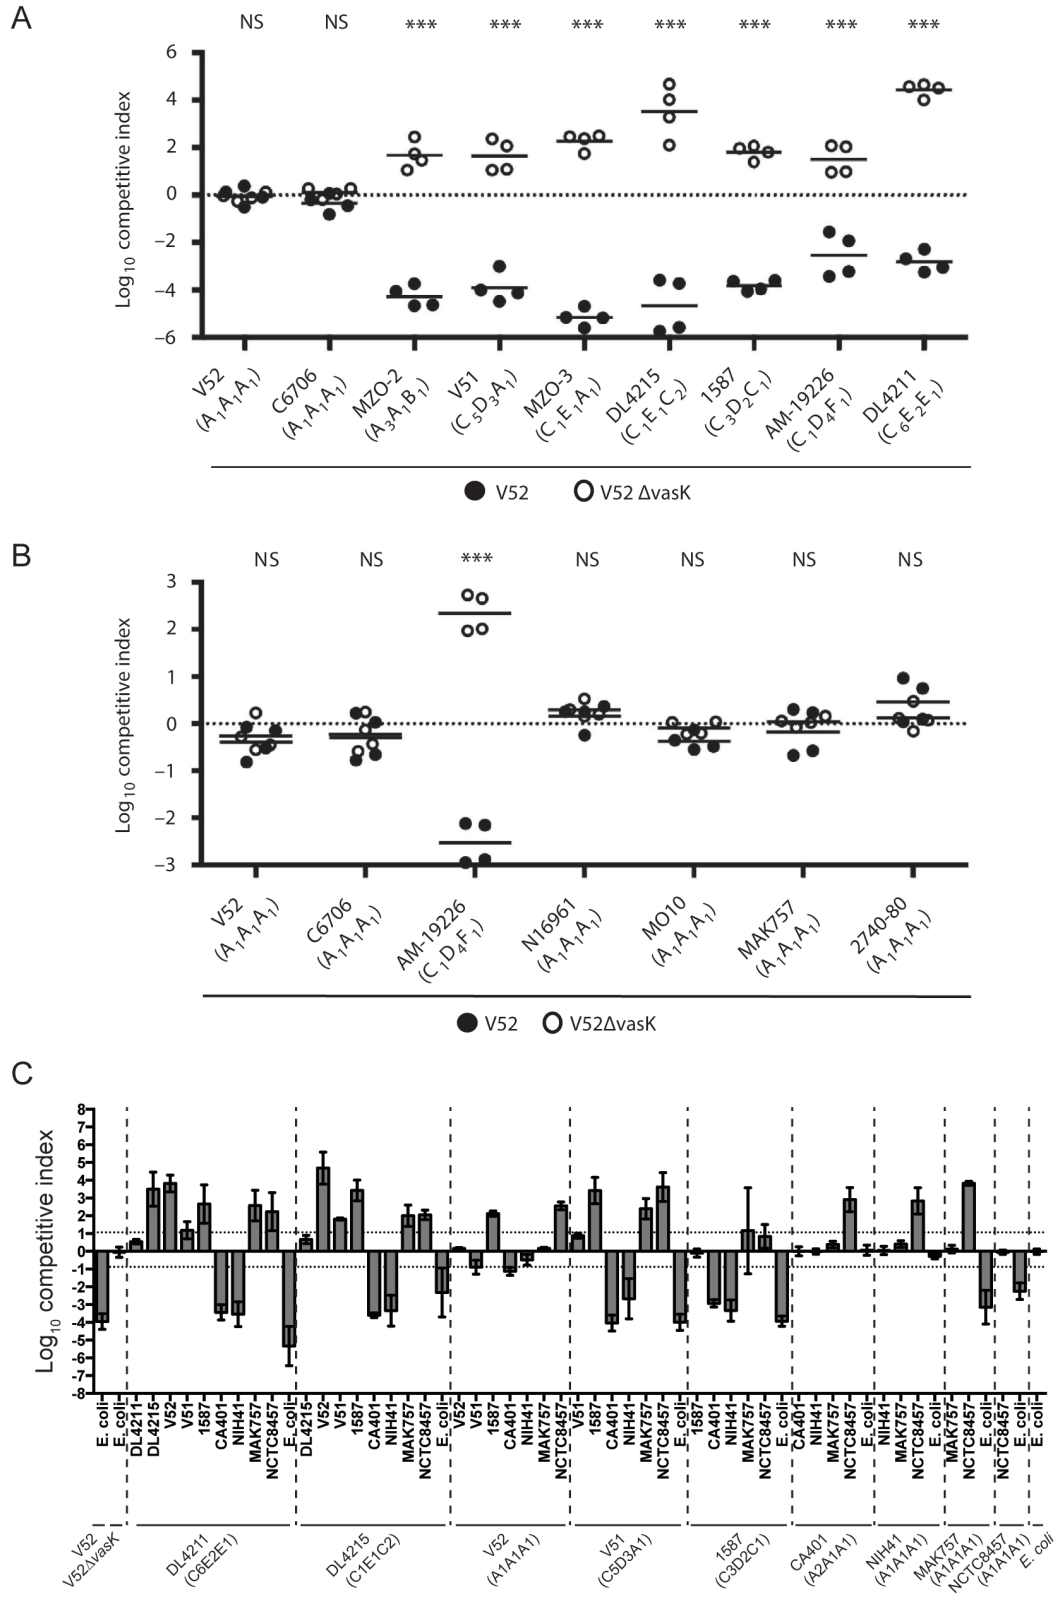 A
NS NS *** *** *** *** *** *** ***
Log10 competitive index
6
4
2
0
−2
−4
−6
V52 (A1A1A1)
C6706 (A1A1A1)
MZO-2 (A3A1B1)
V51 (C5D3A1)
MZO-3 (C1E1A1)
DL4215 (C1E1C2)
1587 (C3D2C1)
AM-19226 (C1D4F1)
DL4211 (C6E2E1)
V52 V52 ΔvasK
B
NS NS *** NS NS NS NS
Log10 competitive index
3
2
1
0
−1
−2
−3
V52 (A1A1A1)
C6706 (A1A1A1)
AM-19226 (C1D4F1)
N16961 (A1A1A1)
MO10 (A1A1A1)
MAK757 (A1A1A1)
2740-80 (A1A1A1)
V52 V52ΔvasK
C
Log10 competitive index
8
7
6
5
4
3
2
1
0
-1
-2
-3
-4
-5
-6
-7
-8
E. coli
E. coli
DL4211
DL4215
V52
V51
1587
CA401
NIH41
MAK757
NCTC8457
E. coli
DL4215
V52
V51
1587
CA401
NIH41
MAK757
NCTC8457
E. coli
V52
V51
1587
CA401
NIH41
MAK757
NCTC8457
V51
1587
CA401
NIH41
MAK757
NCTC8457
E. coli
1587
CA401
NIH41
MAK757
NCTC8457
E. coli
CA401
NIH41
MAK757
NCTC8457
E. coli
NIH41
MAK757
NCTC8457
E. coli
MAK757
NCTC8457
E. coli
NCTC8457
E. coli
E. coli
V52
V52ΔvasK
DL4211
(C6E2E1)
DL4215
(C1E1C2)
V52
(A1A1A1)
V51
(C5D3A1)
1587
(C3D2C1)
CA401
(A2A1A1)
NIH41
(A1A1A1)
MAK757
(A1A1A1)
NCTC8457
(A1A1A1)
E. coli